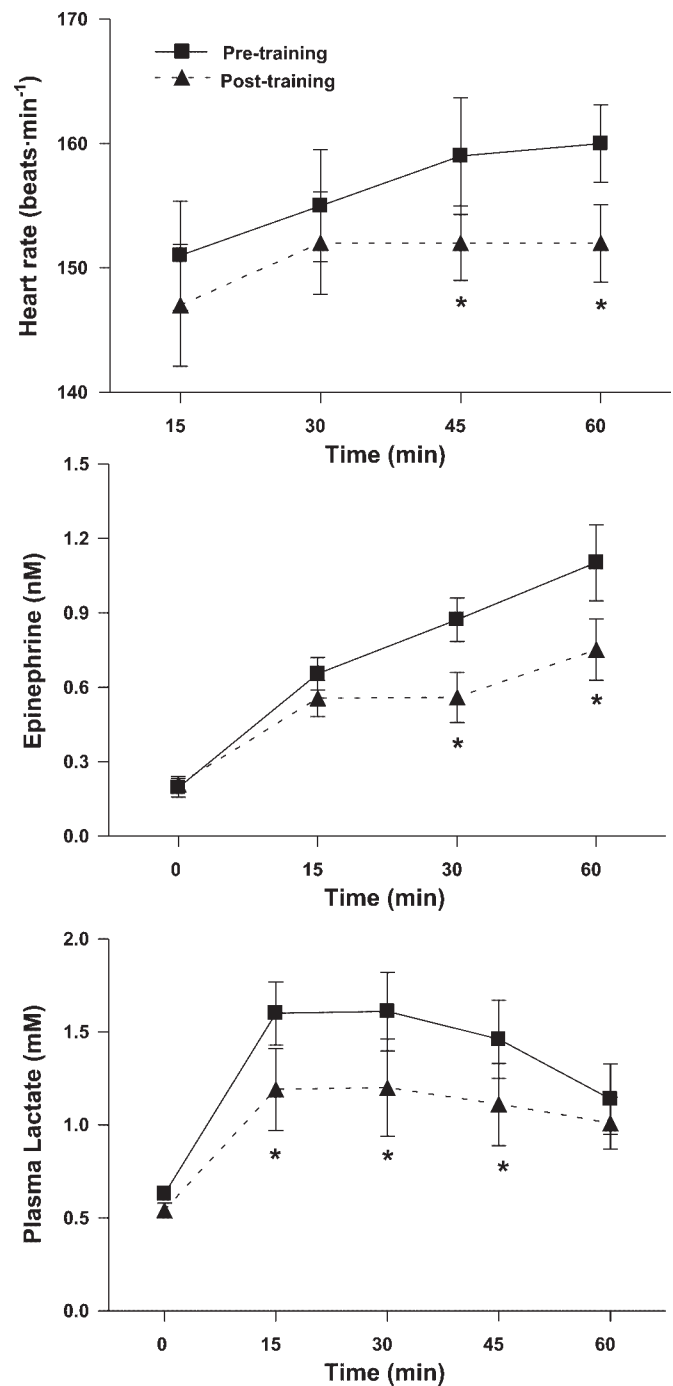 170
Pre-training
Post-training
160
150
140
Heart rate (beats·min⁻¹)
*
*
15 30 45 60
Time (min)
1.5
1.2
0.9
0.6
0.3
0.0
Epinephrine (nM)
*
*
0 15 30 60
Time (min)
2.0
1.5
1.0
0.5
0.0
Plasma Lactate (mM)
* * *
0 15 30 45 60
Time (min)